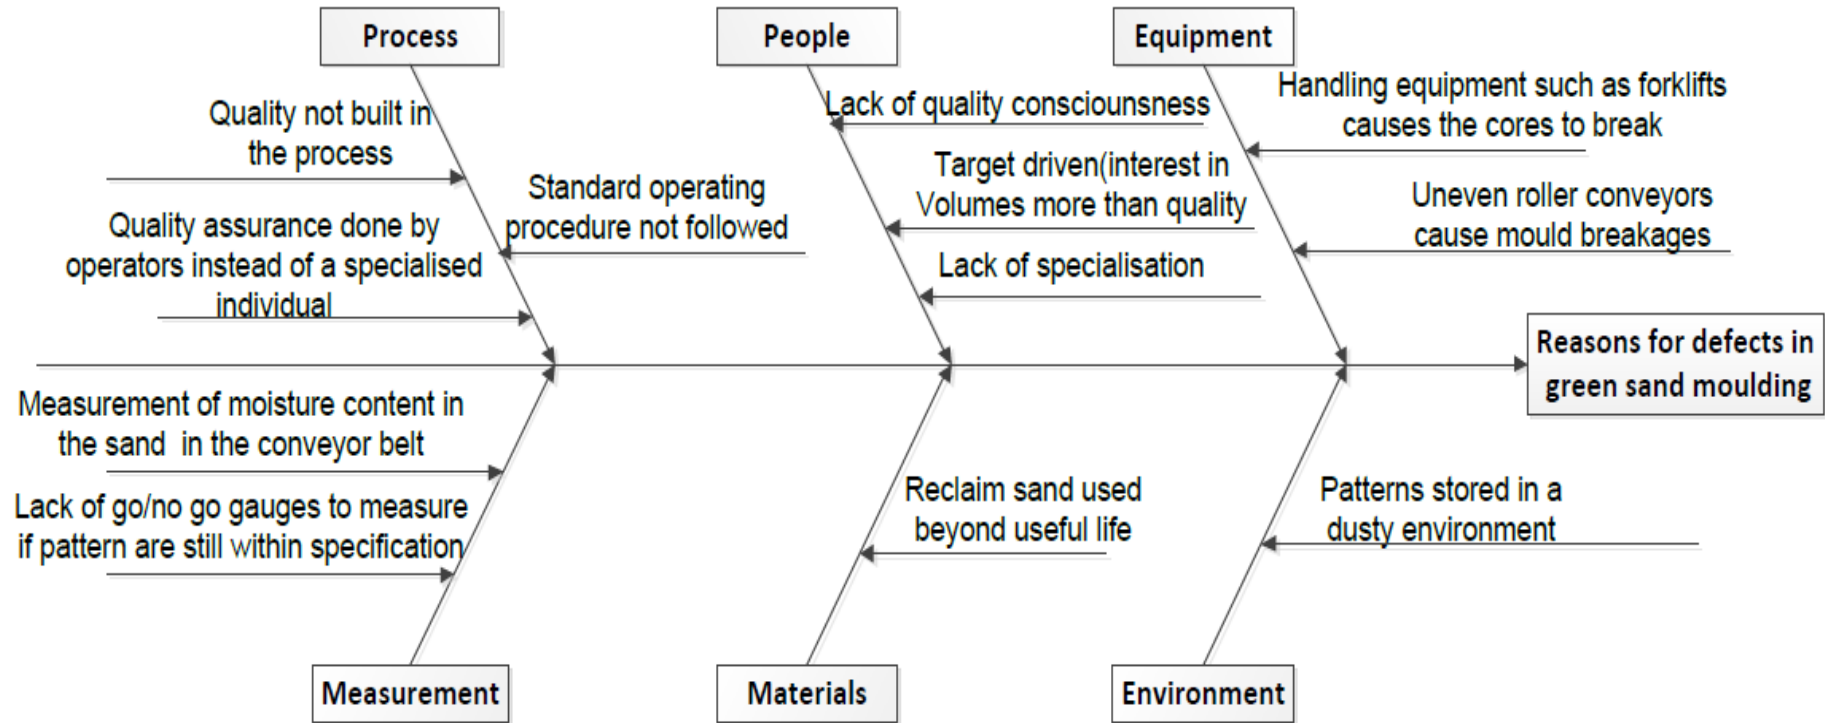 Process
People
Equipment
Quality not built in
the process
Standard operating
procedure not followed
Quality assurance done by
operators instead of a specialised
individual
Lack of quality consciounsness
Target driven(interest in
Volumes more than quality
Lack of specialisation
Handling equipment such as forklifts
causes the cores to break
Uneven roller conveyors
cause mould breakages
Reasons for defects in
green sand moulding
Measurement of moisture content in
the sand in the conveyor belt
Lack of go/no go gauges to measure
if pattern are still within specification
Reclaim sand used
beyond useful life
Patterns stored in a
dusty environment
Measurement
Materials
Environment